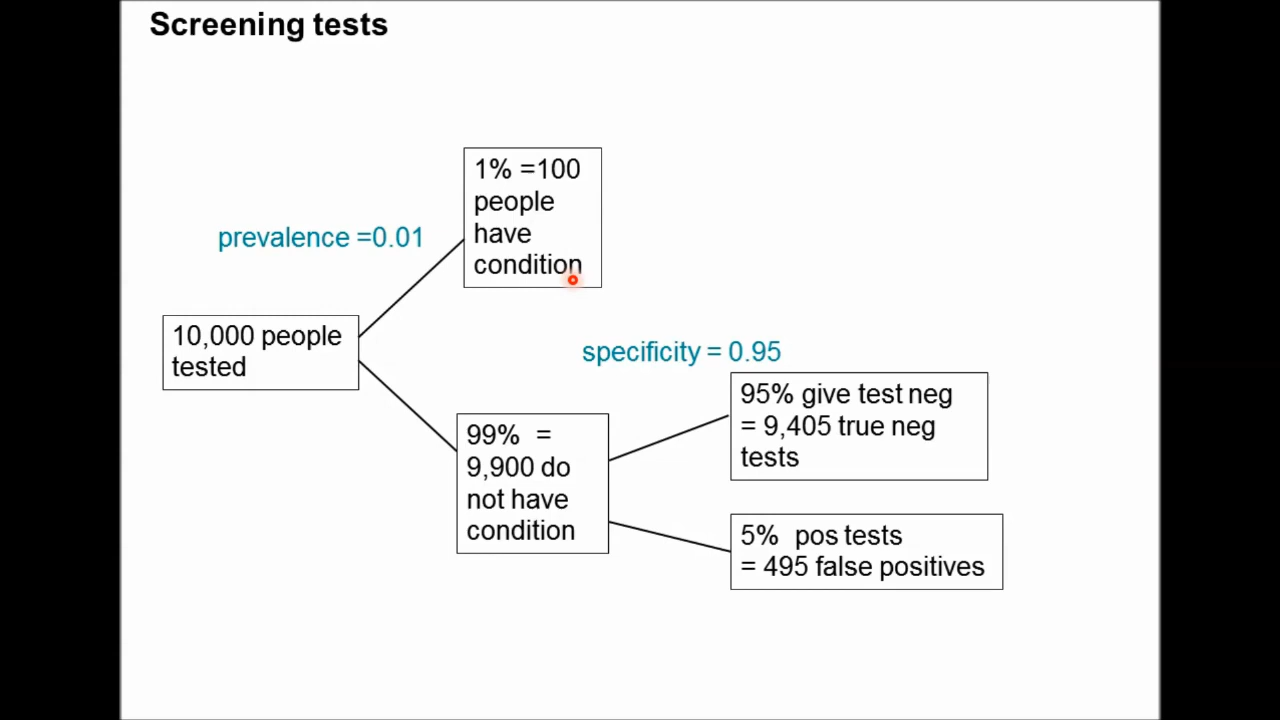 Screening tests
1% =100
people
have
condition
prevalence =0.01
10,000 people
tested
specificity = 0.95
95% give test neg
= 9,405 true neg
tests
99% =
9,900 do
not have
condition
5% pos tests
= 495 false positives